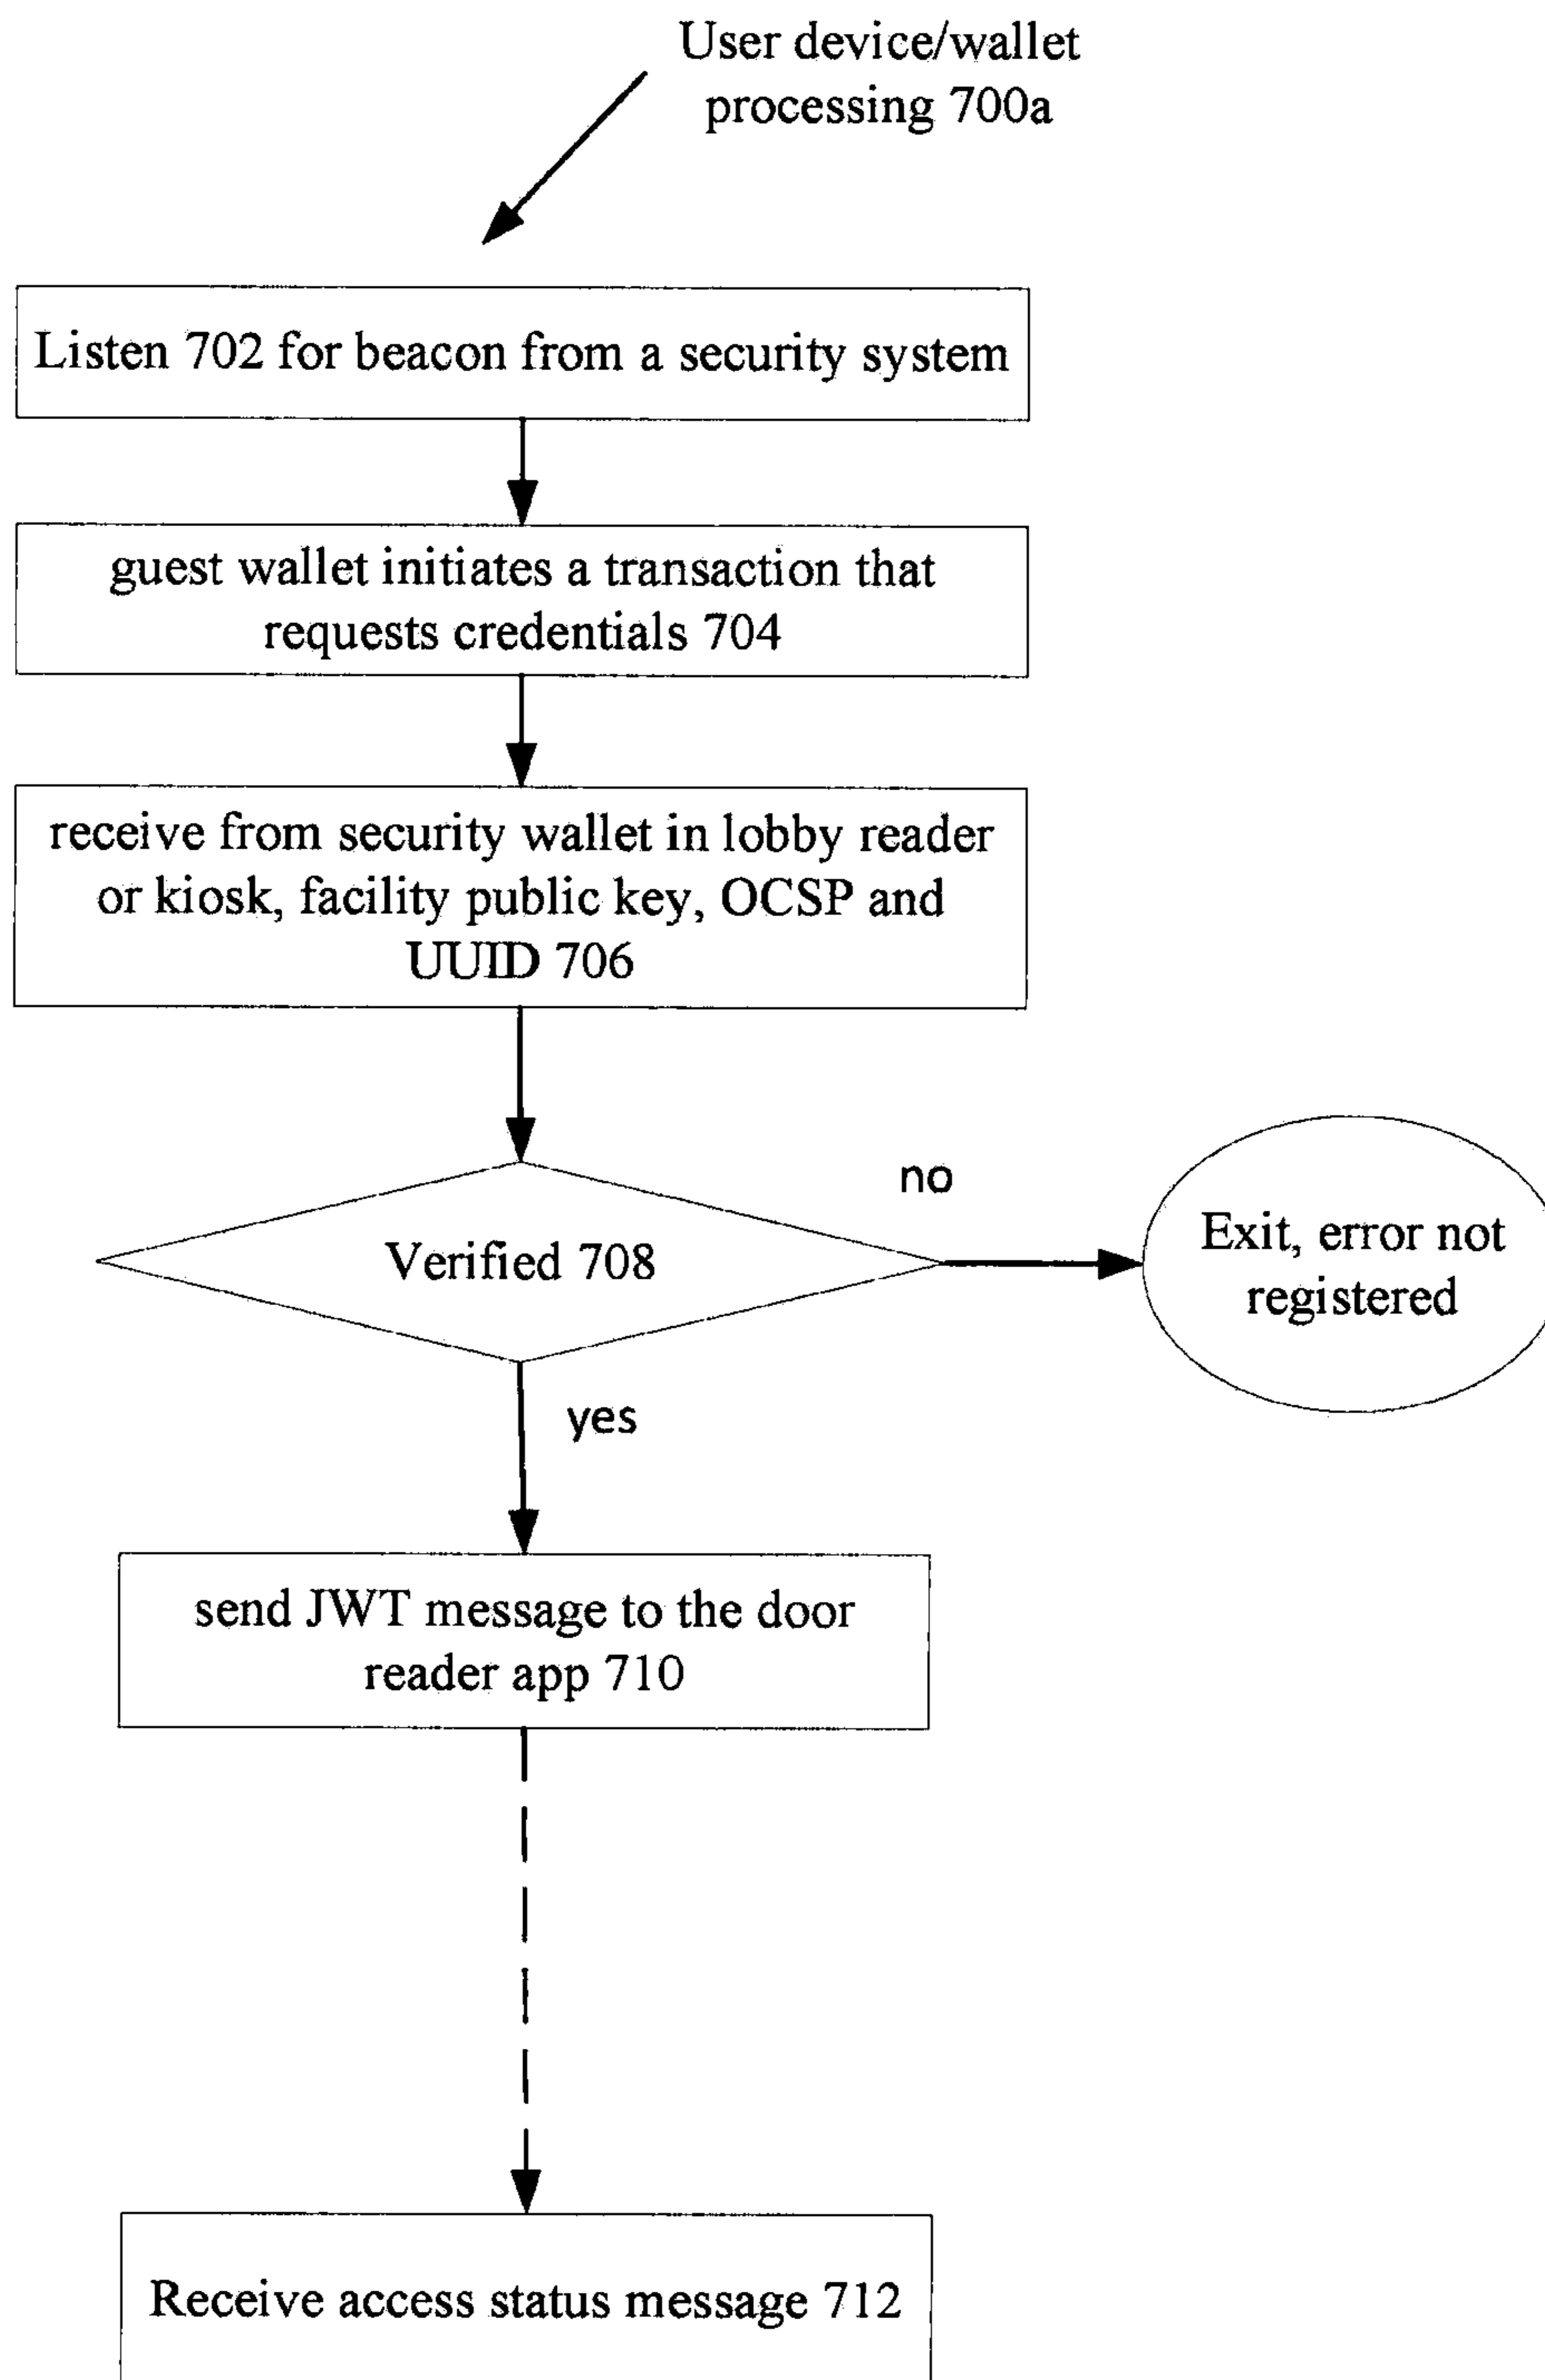 User device/wallet
processing 700a
Listen 702 for beacon from a security system
guest wallet initiates a transaction that
requests credentials 704
receive from security wallet in lobby reader
or kiosk, facility public key, OCSP and
UUID 706
Verified 708
no
Exit, error not
registered
yes
send JWT message to the door
reader app 710
Receive access status message 712